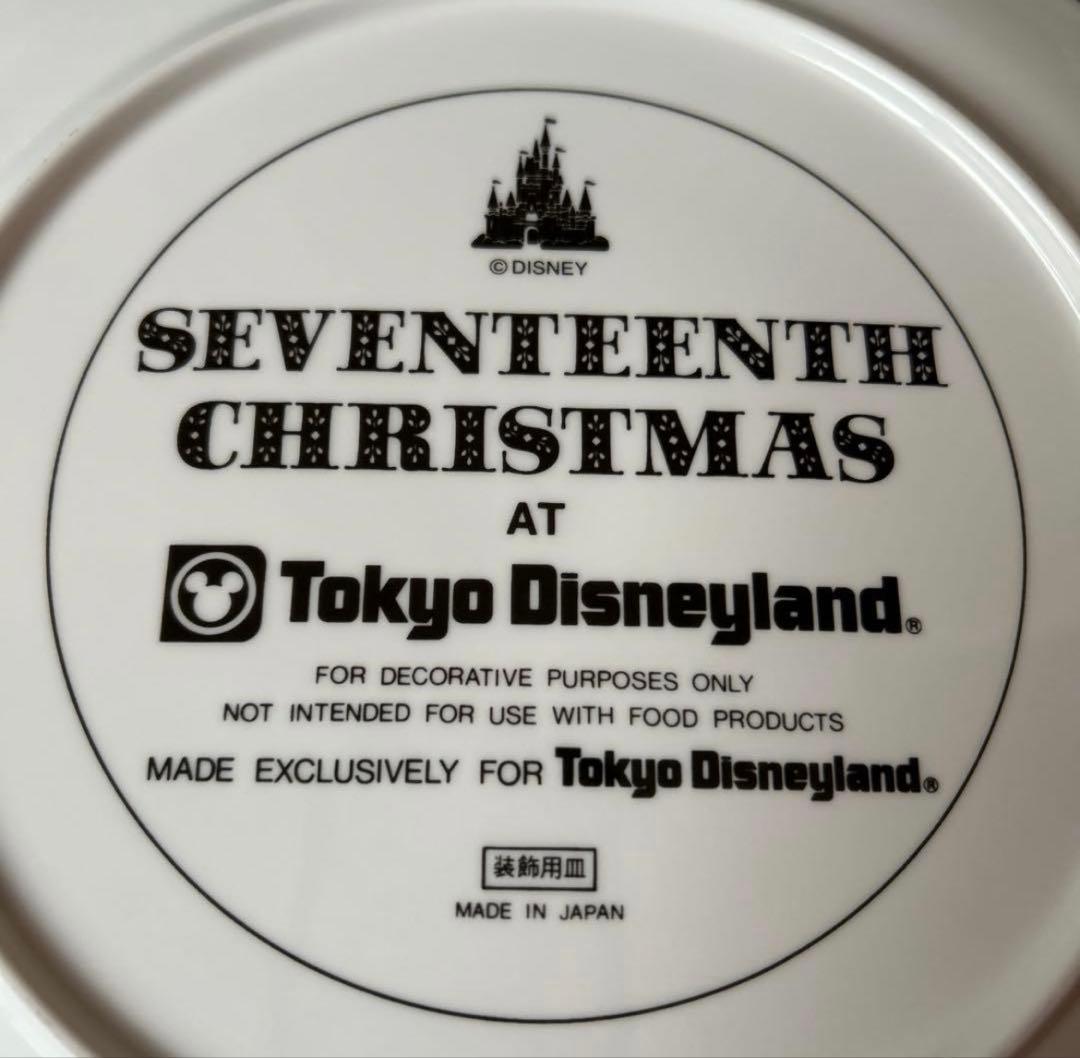 © DISNEY
SEVENTEENTH
CHRISTMAS
AT
Tokyo Disneyland®
FOR DECORATIVE PURPOSES ONLY
NOT INTENDED FOR USE WITH FOOD PRODUCTS
MADE EXCLUSIVELY FOR Tokyo Disneyland®
装飾用皿
MADE IN JAPAN